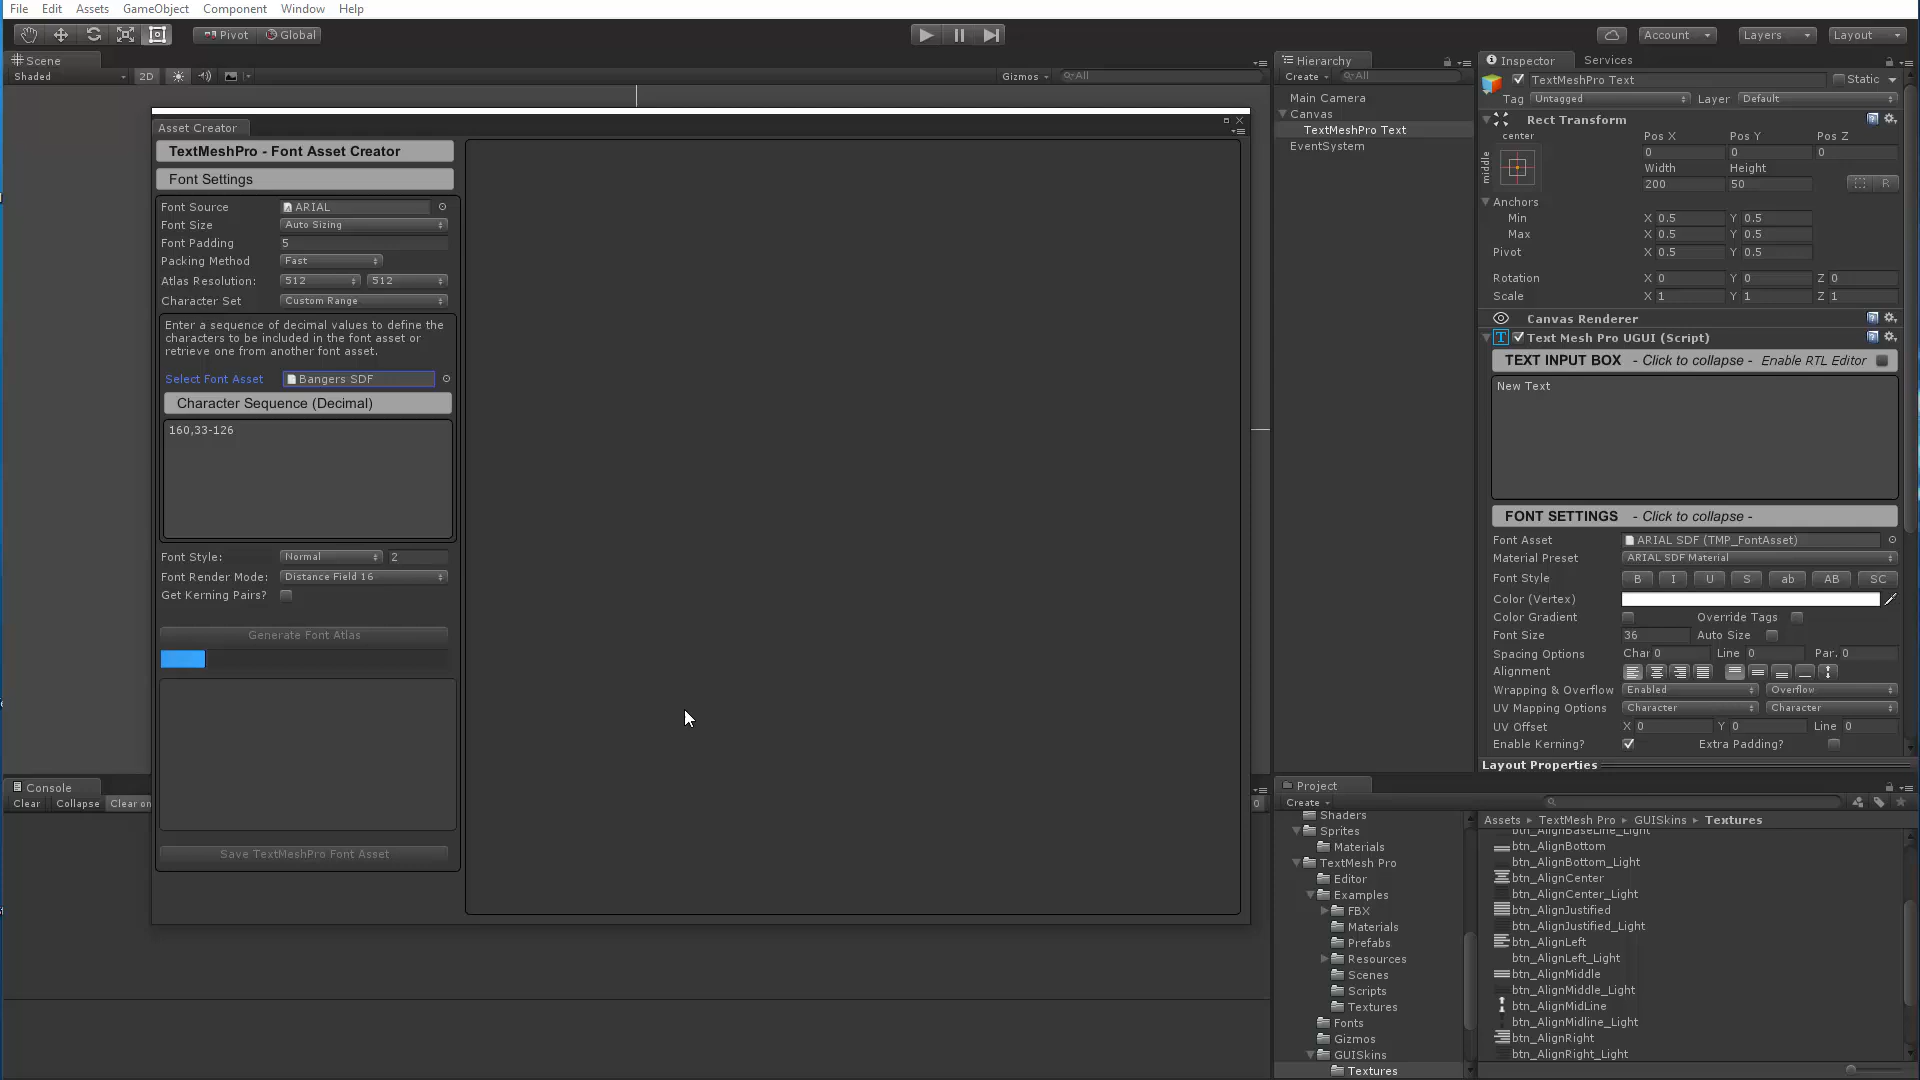 File Edit Assets GameObject Component Window Help
Pivot Global
Account Layers Layout
Scene
Shaded 2D Gizmos All
Asset Creator
TextMeshPro - Font Asset Creator
Font Settings
Font Source ARIAL
Font Size Auto Sizing
Font Padding 5
Packing Method Fast
Atlas Resolution: 512 512
Character Set Custom Range
Enter a sequence of decimal values to define the
characters to be included in the font asset or
retrieve one from another font asset.
Select Font Asset Bangers SDF
Character Sequence (Decimal)
160,33-126
Font Style: Normal 2
Font Render Mode: Distance Field 16
Get Kerning Pairs?
Generate Font Atlas
Save TextMeshPro Font Asset
Console
Clear Collapse Clear on
0
Hierarchy
Create All
Main Camera
Canvas
TextMeshPro Text
EventSystem
Inspector Services
TextMeshPro Text Static
Tag Untagged Layer Default
Rect Transform
center Pos X Pos Y Pos Z
middle 0 0 0
Width Height
200 50 R
Anchors
Min X 0.5 Y 0.5
Max X 0.5 Y 0.5
Pivot X 0.5 Y 0.5
Rotation X 0 Y 0 Z 0
Scale X 1 Y 1 Z 1
Canvas Renderer
Text Mesh Pro UGUI (Script)
TEXT INPUT BOX - Click to collapse - Enable RTL Editor
New Text
FONT SETTINGS - Click to collapse -
Font Asset ARIAL SDF (TMP_FontAsset)
Material Preset ARIAL SDF Material
Font Style B I U S ab AB SC
Color (Vertex)
Color Gradient Override Tags
Font Size 36 Auto Size
Spacing Options Char 0 Line 0 Par. 0
Alignment
Wrapping & Overflow Enabled Overflow
UV Mapping Options Character Character
UV Offset X 0 Y 0 Line 0
Enable Kerning? Extra Padding?
Layout Properties
Project
Create
Shaders
Sprites
Materials
TextMesh Pro
Editor
Examples
FBX
Materials
Prefabs
Resources
Scenes
Scripts
Textures
Fonts
Gizmos
GUISkins
Textures
Assets TextMesh Pro GUISkins Textures
btn_AlignBaseLine_Light
btn_AlignBottom
btn_AlignBottom_Light
btn_AlignCenter
btn_AlignCenter_Light
btn_AlignJustified
btn_AlignJustified_Light
btn_AlignLeft
btn_AlignLeft_Light
btn_AlignMiddle
btn_AlignMiddle_Light
btn_AlignMidLine
btn_AlignMidline_Light
btn_AlignRight
btn_AlignRight_Light